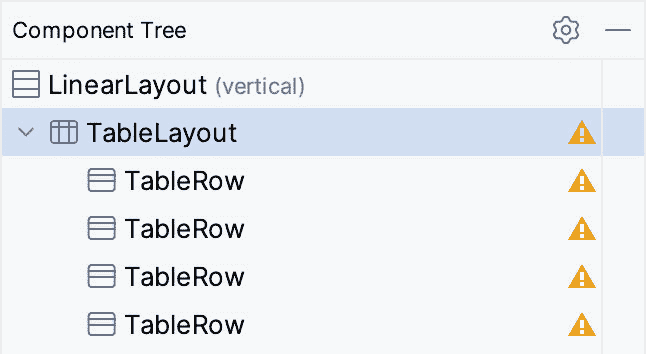 Component Tree
LinearLayout (vertical)
TableLayout
TableRow
TableRow
TableRow
TableRow